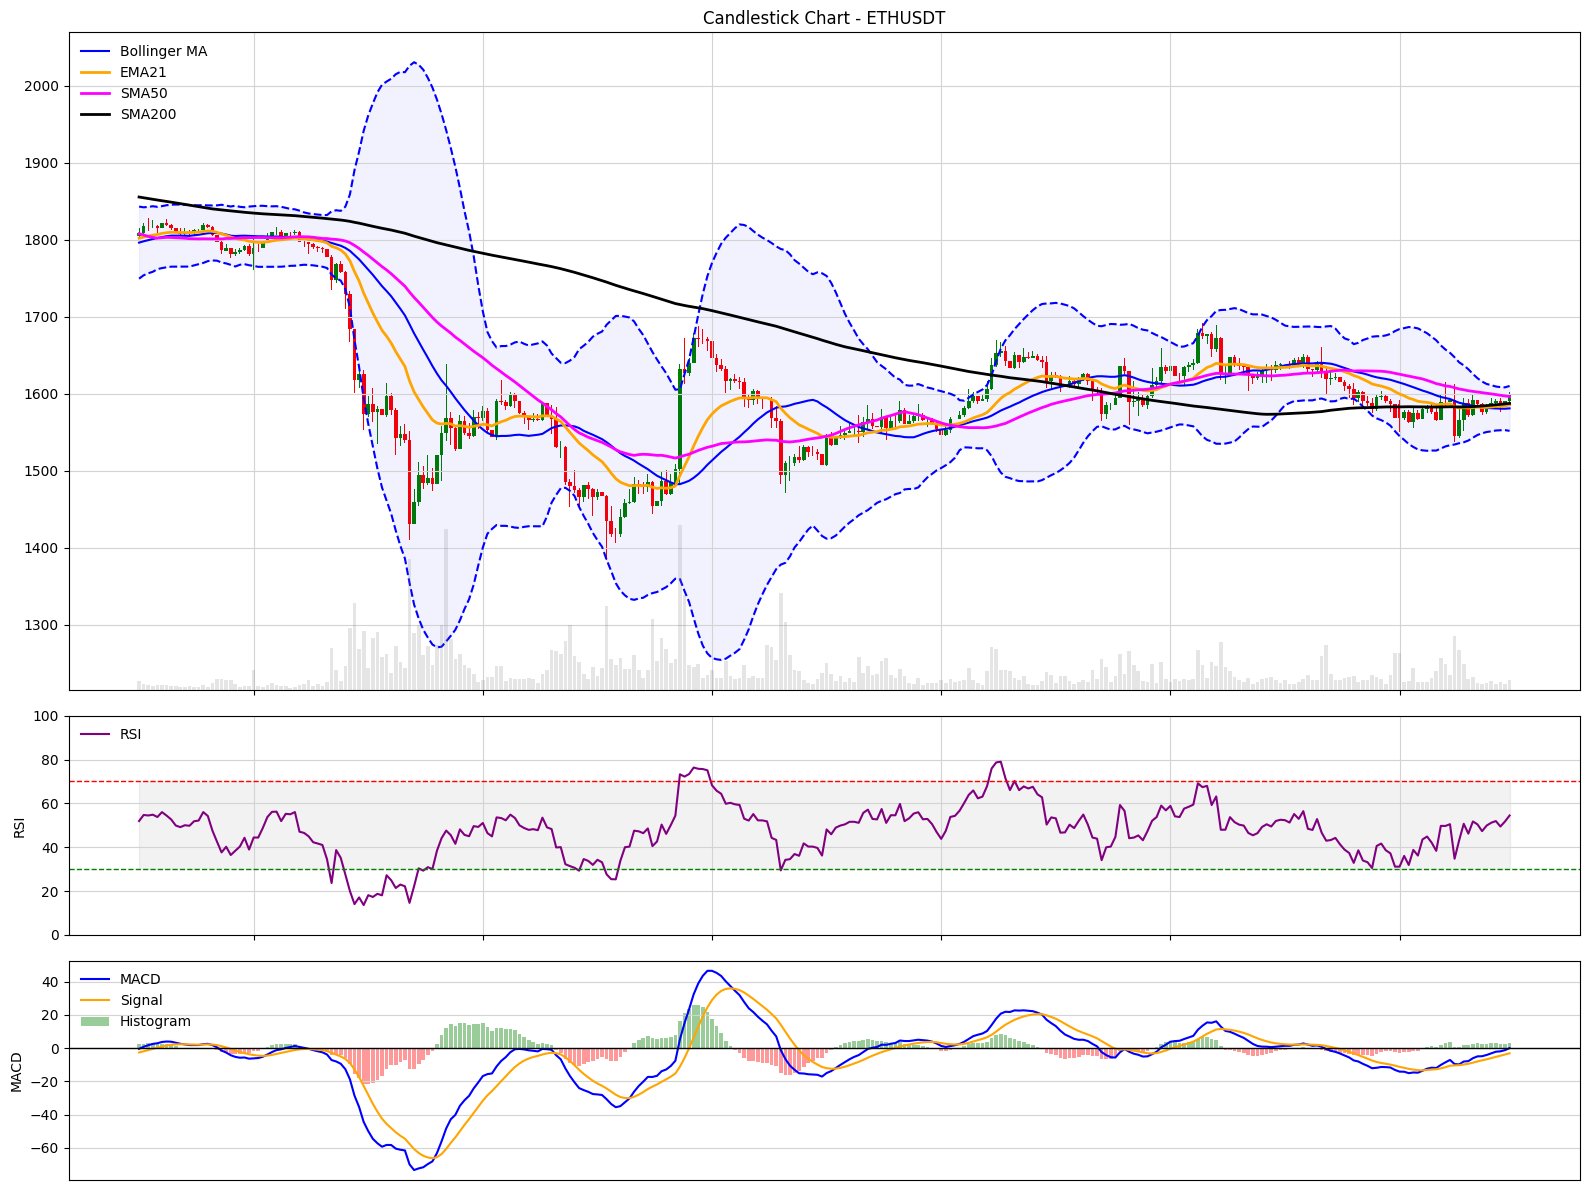 Candlestick Chart - ETHUSDT
Bollinger MA
EMA21
SMA50
SMA200
2000
1900
1800
1700
1600
1500
1400
1300
RSI
100
80
60
40
20
0
RSI
MACD
Signal
Histogram
40
20
0
−20
−40
−60
MACD